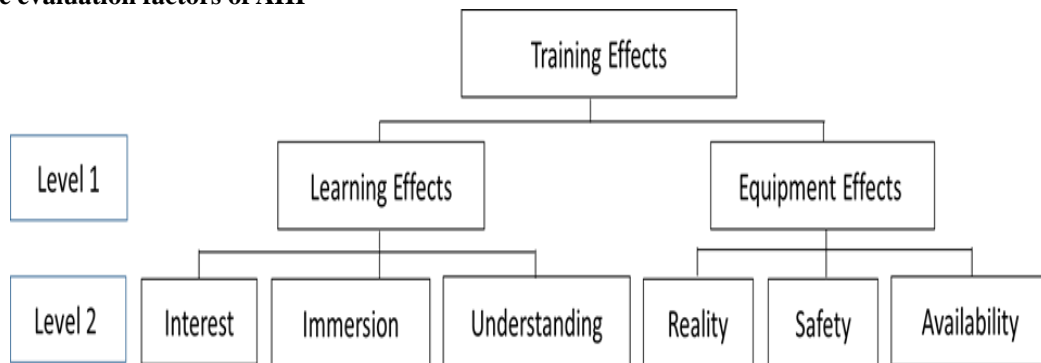 evaluation factors of AHP
Training Effects
Level 1
Learning Effects
Equipment Effects
Level 2
Interest
Immersion
Understanding
Reality
Safety
Availability